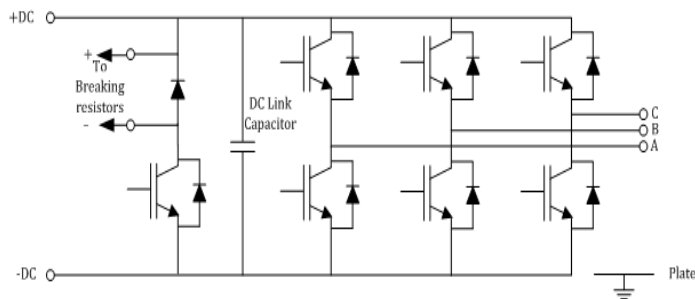 +DC
+
To
Breaking
resistors
-
DC Link
Capacitor
C
B
A
-DC
Plate